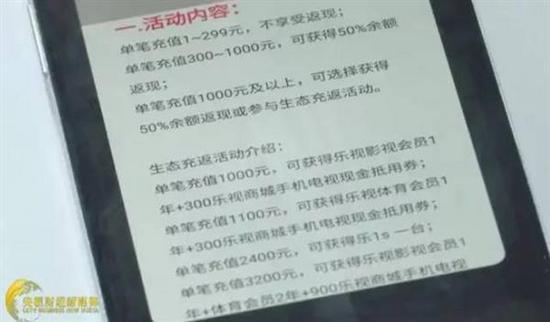 一.活动内容：
单笔充值1~299元，不享受返现；
单笔充值300~1000元，可获得50%余额
返现；
单笔充值1000元及以上，可选择获得
50%余额返现或参与生态充返活动。
生态充返活动介绍：
单笔充值1000元，可获得乐视影视会员1
年+300乐视商城手机电视现金抵用券；
单笔充值1100元，可获得乐视体育会员1
年+300乐视商城手机电视现金抵用券；
单笔充值2400元，可获得乐1s 一台；
单笔充值3200元，可获得乐视影视会员1
年+体育会员2年+900乐视商城手机电视
央视财经新闻部
CCTV BUSINESS NEW MEDIA